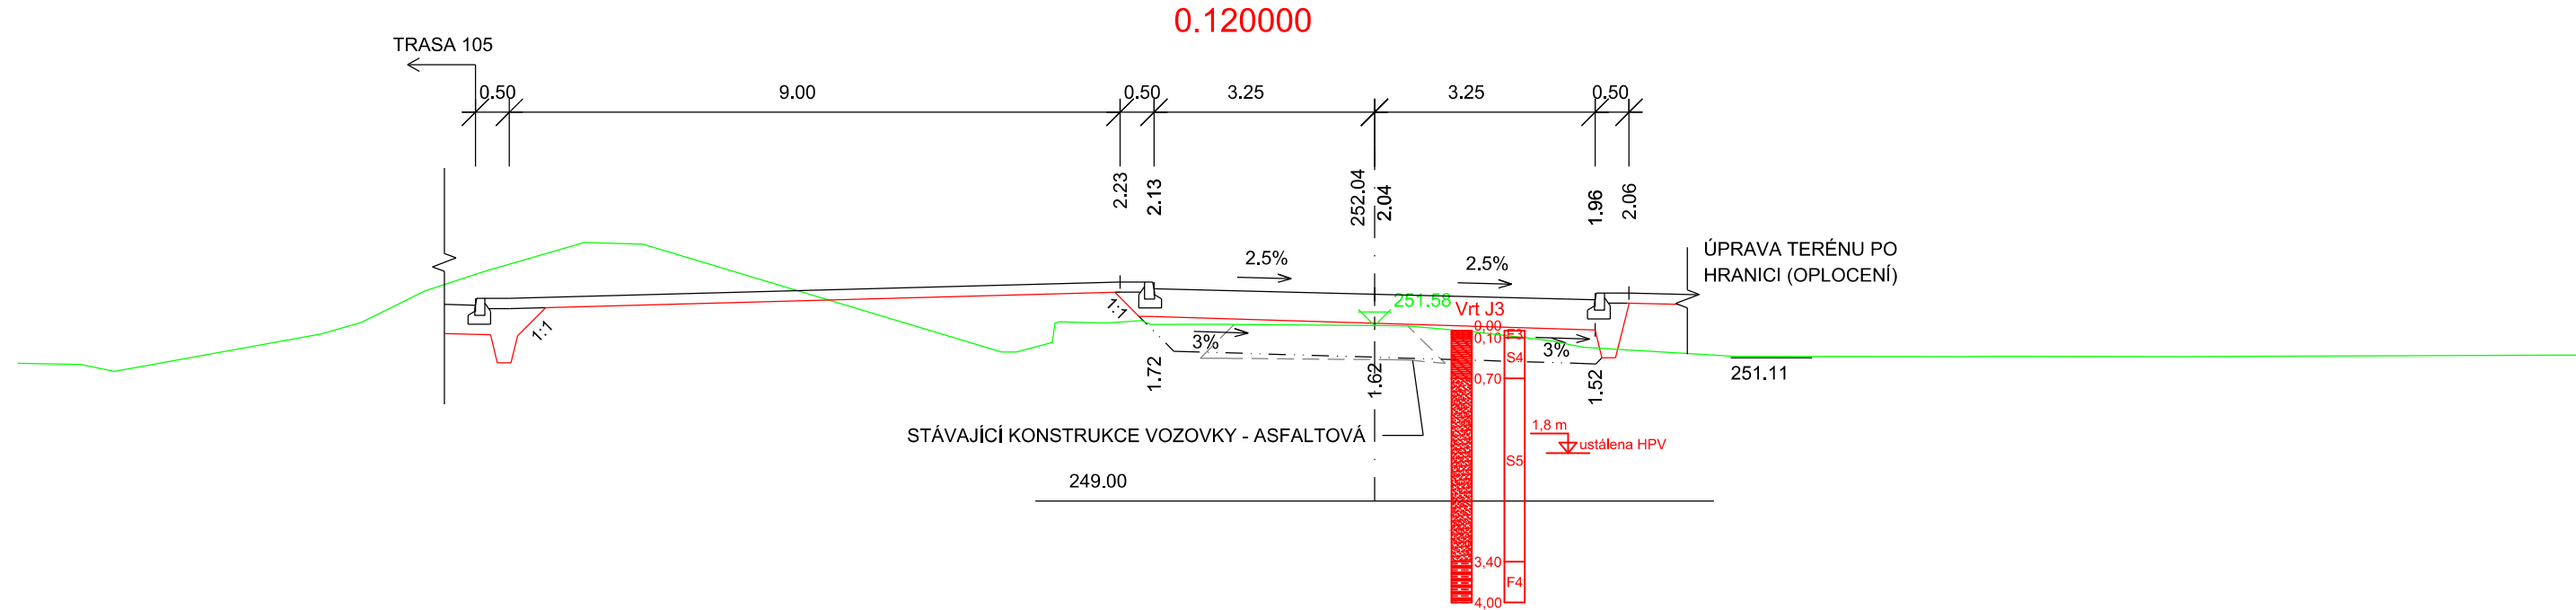 0.120000
TRASA 105
0.50
9.00
0.50
3.25
3.25
0.50
2.23
2.13
252.04
2.04
1.96
2.06
2.5%
2.5%
ÚPRAVA TERÉNU PO
HRANICI (OPLOCENÍ)
251.58
Vrt J3
1:1
1:1
0,00
F3
0,10
3%
3%
S4
1.72
1.62
0,70
1.52
251.11
STÁVAJÍCÍ KONSTRUKCE VOZOVKY - ASFALTOVÁ
1,8 m
ustálena HPV
S5
249.00
3,40
F4
4,00